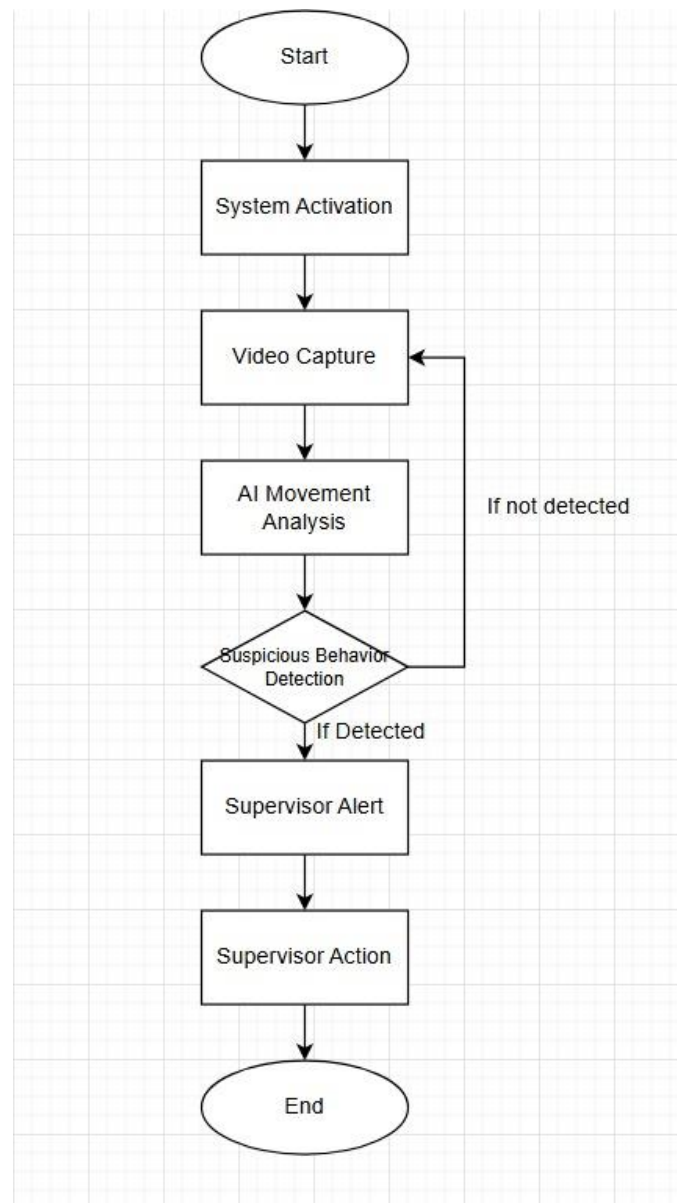 Start
System Activation
Video Capture
AI Movement
Analysis
If not detected
Suspicious Behavior
Detection
If Detected
Supervisor Alert
Supervisor Action
End